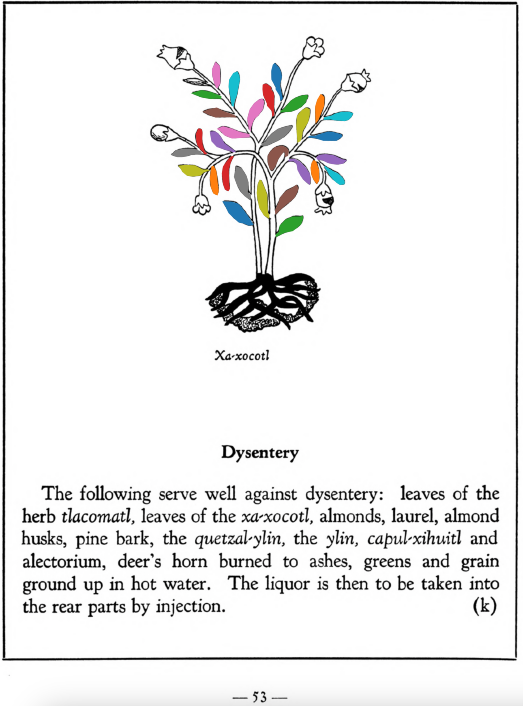 Xa-xocotl
Dysentery
The following serve well against dysentery: leaves of the
herb tlacomatl, leaves of the xa-xocotl, almonds, laurel, almond
husks, pine bark, the quetzal-ylin, the ylin, capul-xihuitl and
alectorium, deer's horn burned to ashes, greens and grain
ground up in hot water. The liquor is then to be taken into
the rear parts by injection. (k)
— 53 —